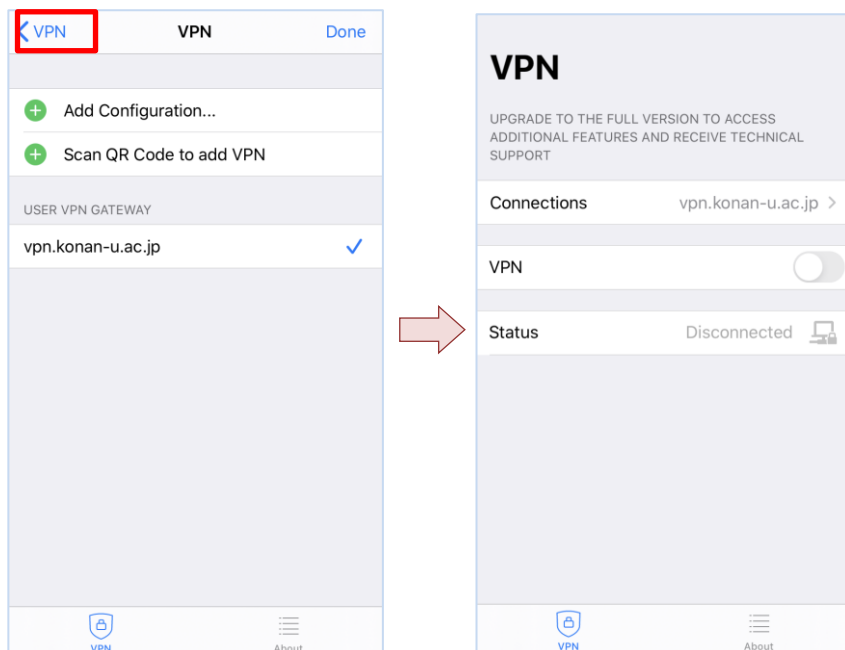 VPN
VPN
Done
Add Configuration...
Scan QR Code to add VPN
USER VPN GATEWAY
vpn.konan-u.ac.jp
VPN
About
VPN
UPGRADE TO THE FULL VERSION TO ACCESS
ADDITIONAL FEATURES AND RECEIVE TECHNICAL
SUPPORT
Connections vpn.konan-u.ac.jp
VPN
Status Disconnected
VPN
About